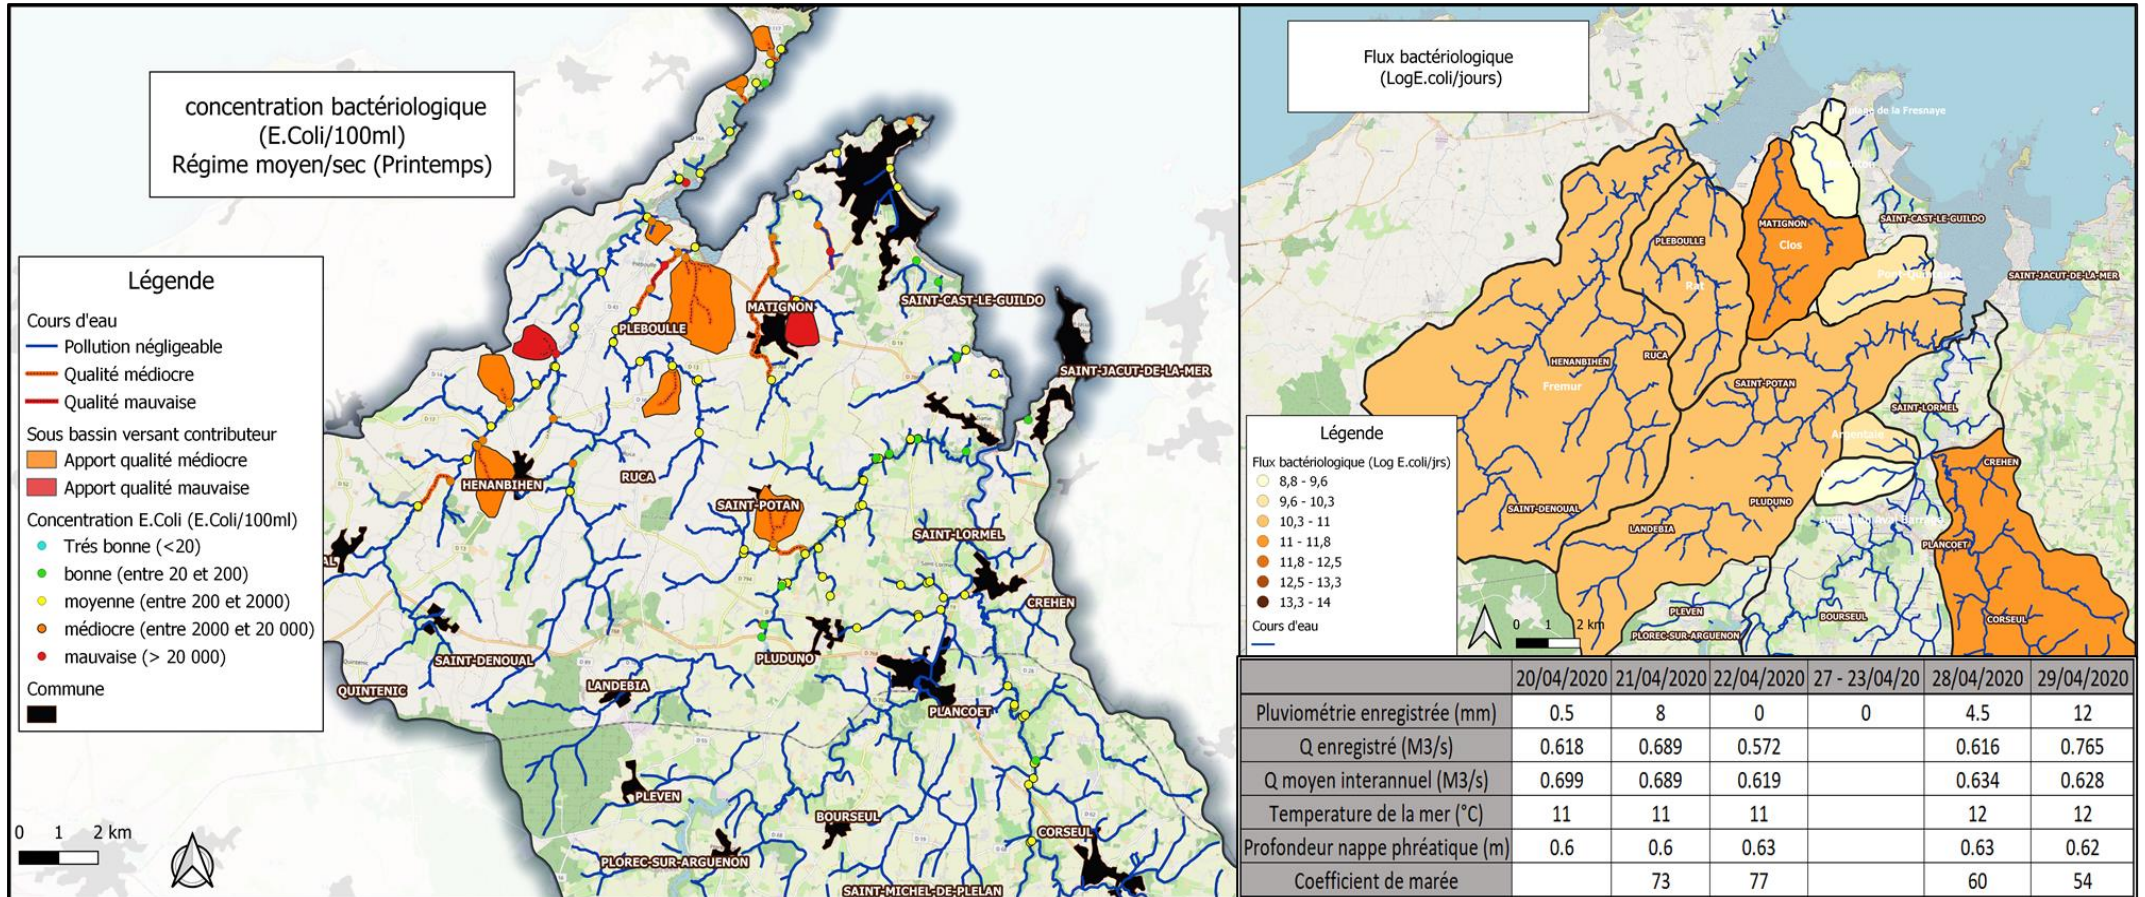 concentration bactériologique
(E.Coli/100ml)
Régime moyen/sec (Printemps)
Légende
Cours d'eau
Pollution négligeable
Qualité médiocre
Qualité mauvaise
Sous bassin versant contributeur
Apport qualité médiocre
Apport qualité mauvaise
Concentration E.Coli (E.Coli/100ml)
Trés bonne (<20)
bonne (entre 20 et 200)
moyenne (entre 200 et 2000)
médiocre (entre 2000 et 20 000)
mauvaise (> 20 000)
Commune
0 1 2 km
SAINT-CAST-LE-GUILDO
MATIGNON
PLEBOULLE
SAINT-JACUT-DE-LA-MER
HENANBIHEN
RUCA
SAINT-POTAN
SAINT-LORMEL
CREHEN
SAINT-DENOUAL
PLUDUNO
QUINTENIC
LANDEBIA
PLANCOET
PLEVEN
BOURSEUL
CORSEUL
PLOREC-SUR-ARGUENON
SAINT-MICHEL-DE-PLELAN
Flux bactériologique
(LogE.coli/jours)
de la Fresnaye
MATIGNON
SAINT-CAST-LE-GUILDO
PLEBOULLE
Clos
SAINT-JACUT-DE-LA-MER
Rat
HENANBIHEN
RUCA
Fremur
SAINT-POTAN
SAINT-LORMEL
CREHEN
SAINT-DENOUAL
PLUDUNO
LANDEBIA
PLANCOET
PLEVEN
BOURSEUL
CORSEUL
PLOREC-SUR-ARGUENON
Légende
Flux bactériologique (Log E.coli/jrs)
8,8 - 9,6
9,6 - 10,3
10,3 - 11
11 - 11,8
11,8 - 12,5
12,5 - 13,3
13,3 - 14
Cours d'eau
0 1 2 km
20/04/2020 21/04/2020 22/04/2020 27 - 23/04/20 28/04/2020 29/04/2020
Pluviométrie enregistrée (mm) 0.5 8 0 0 4.5 12
Q enregistré (M3/s) 0.618 0.689 0.572 0.616 0.765
Q moyen interannuel (M3/s) 0.699 0.689 0.619 0.634 0.628
Temperature de la mer (°C) 11 11 11 12 12
Profondeur nappe phréatique (m) 0.6 0.6 0.63 0.63 0.62
Coefficient de marée 73 77 60 54